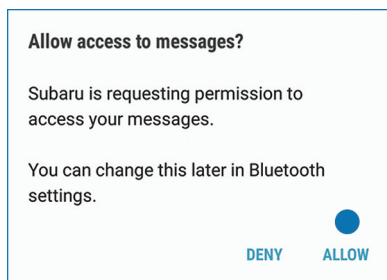 Allow access to messages?
Subaru is requesting permission to
access your messages.
You can change this later in Bluetooth
settings.
DENY ALLOW